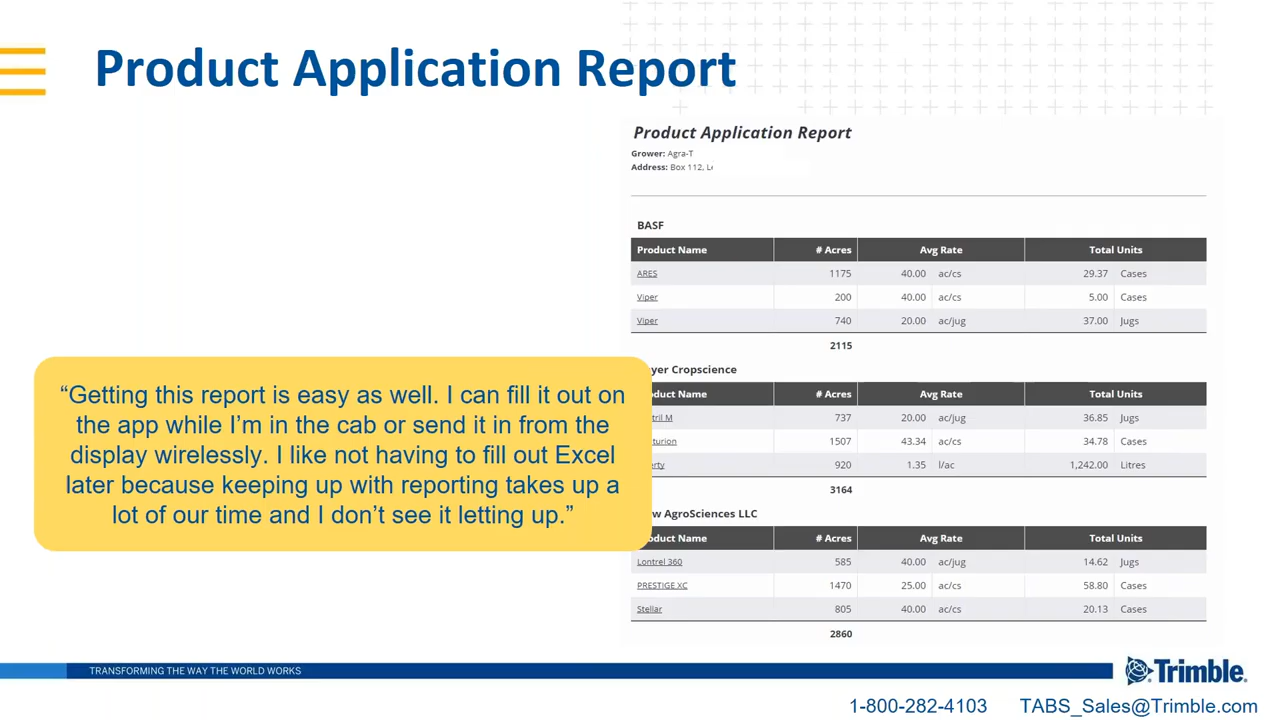 Product Application Report
Product Application Report
Grower: Agra-T
Address: Box 112,
BASF
Product Name # Acres Avg Rate Total Units
ARES 1175 40.00 ac/cs 29.37 Cases
Viper 200 40.00 ac/cs 5.00 Cases
Viper 740 20.00 ac/jug 37.00 Jugs
2115
yer Cropscience
oduct Name # Acres Avg Rate Total Units
tril M 737 20.00 ac/jug 36.85 Jugs
turion 1507 43.34 ac/cs 34.78 Cases
erty 920 1.35 l/ac 1,242.00 Litres
3164
w AgroSciences LLC
oduct Name # Acres Avg Rate Total Units
Lontrel 360 585 40.00 ac/jug 14.62 Jugs
PRESTIGE XC 1470 25.00 ac/cs 58.80 Cases
Stellar 805 40.00 ac/cs 20.13 Cases
2860
“Getting this report is easy as well. I can fill it out on
the app while I’m in the cab or send it in from the
display wirelessly. I like not having to fill out Excel
later because keeping up with reporting takes up a
lot of our time and I don’t see it letting up.”
TRANSFORMING THE WAY THE WORLD WORKS
Trimble.
1-800-282-4103 TABS_Sales@Trimble.com